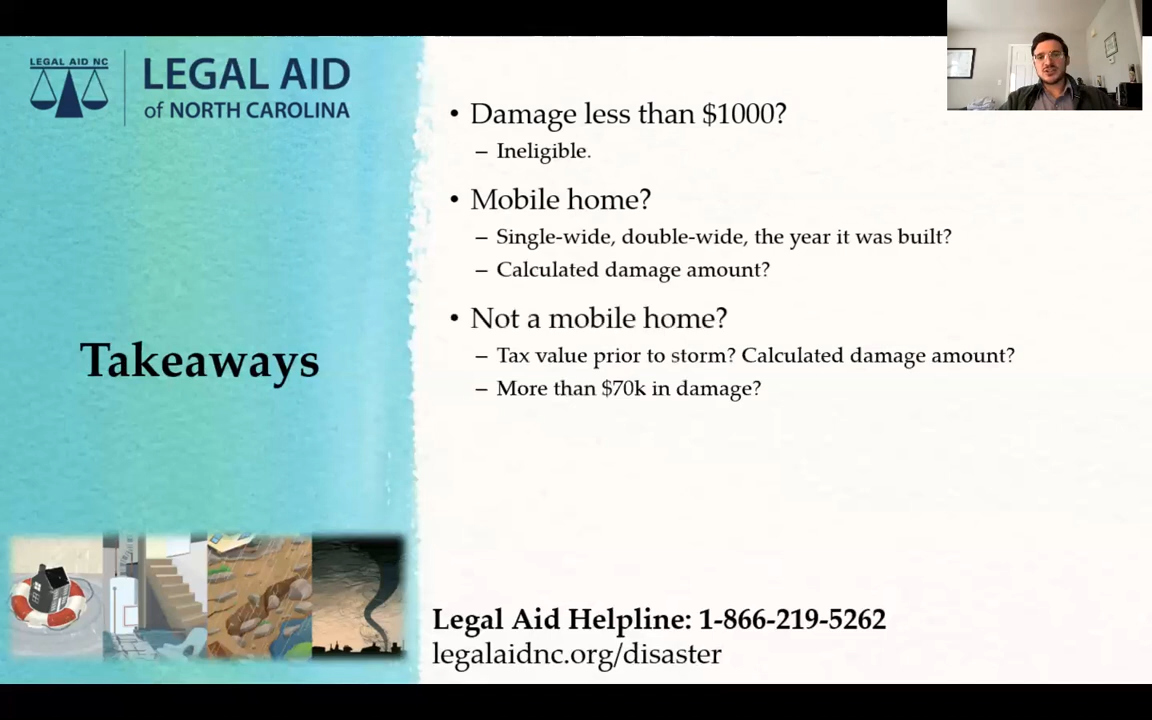 LEGAL AID NC
LEGAL AID
of NORTH CAROLINA
Takeaways
• Damage less than $1000?
– Ineligible.
• Mobile home?
– Single-wide, double-wide, the year it was built?
– Calculated damage amount?
• Not a mobile home?
– Tax value prior to storm? Calculated damage amount?
– More than $70k in damage?
Legal Aid Helpline: 1-866-219-5262
legalaidnc.org/disaster